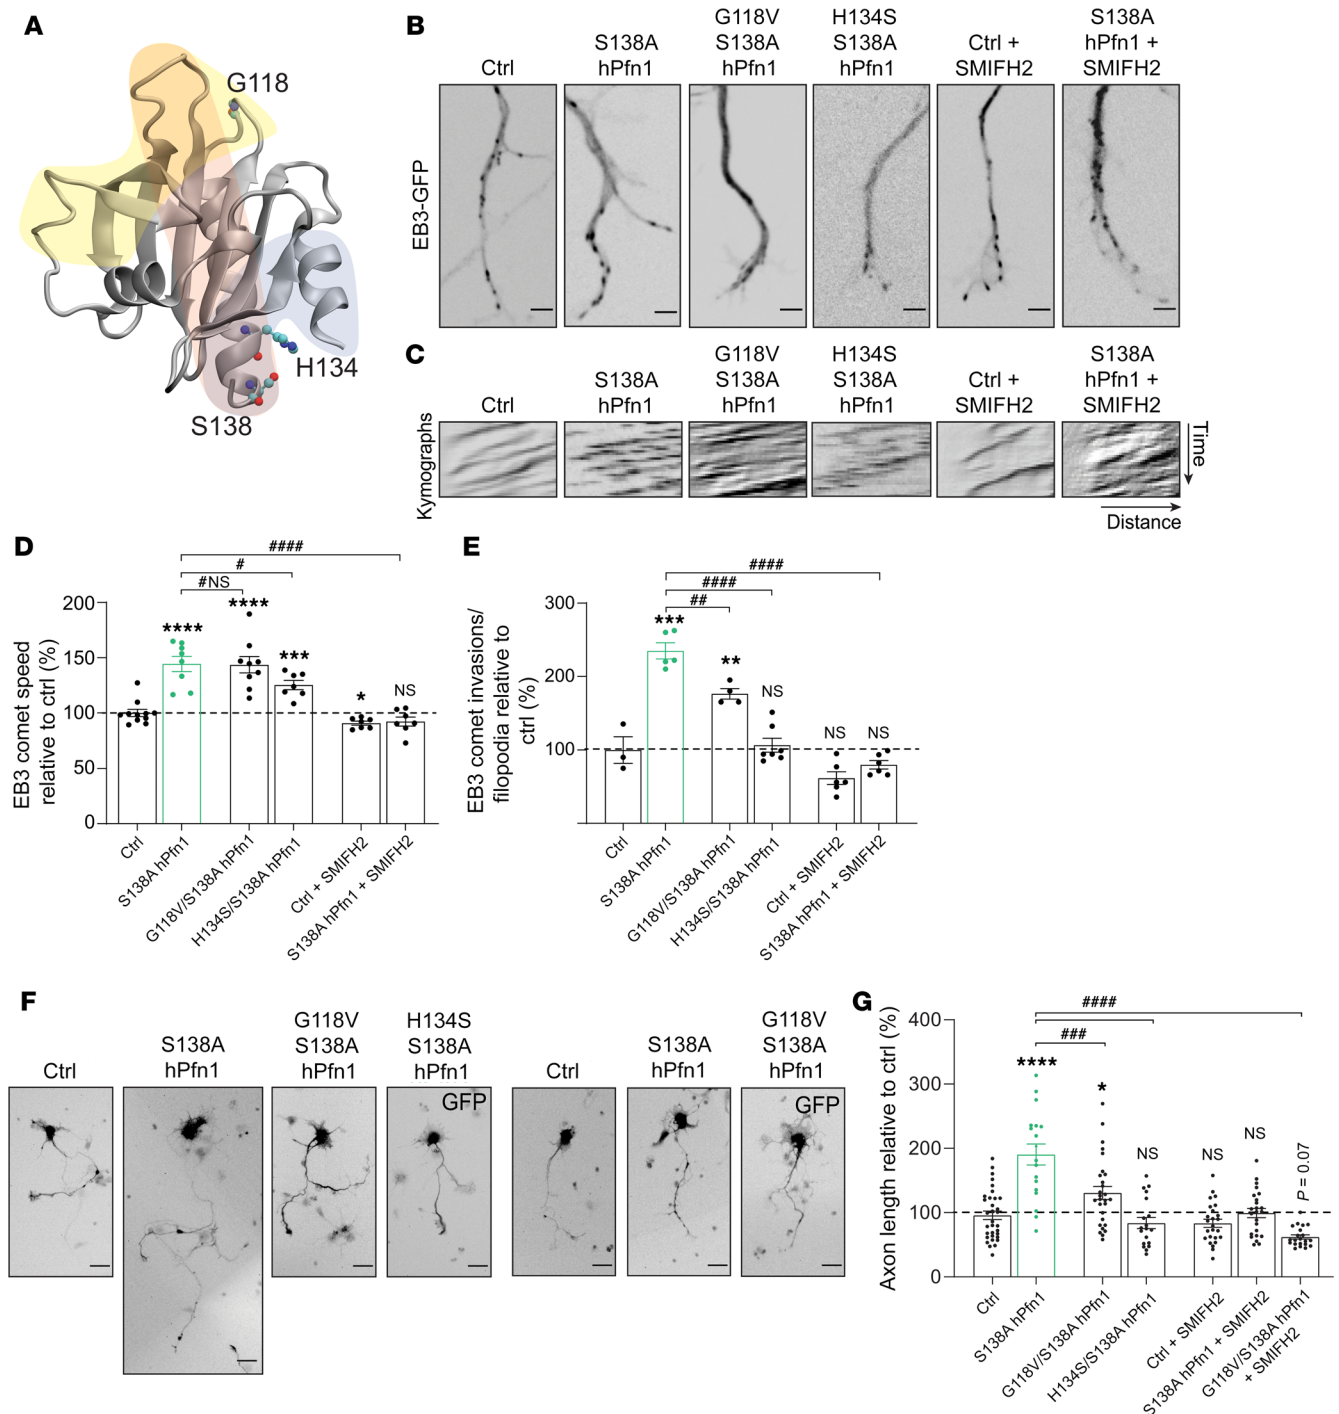 A
G118
H134
S138
B
Ctrl
S138A
hPfn1
G118V
S138A
hPfn1
H134S
S138A
hPfn1
Ctrl +
SMIFH2
S138A
hPfn1 +
SMIFH2
EB3-GFP
C
Ctrl
S138A
hPfn1
G118V
S138A
hPfn1
H134S
S138A
hPfn1
Ctrl +
SMIFH2
S138A
hPfn1 +
SMIFH2
Kymographs
Time
Distance
D
####
#
#NS
****
****
***
*
NS
EB3 comet speed
relative to ctrl (%)
200
150
100
50
0
Ctrl
S138A hPfn1
G118V/S138A hPfn1
H134S/S138A hPfn1
Ctrl + SMIFH2
S138A hPfn1 + SMIFH2
E
####
####
##
***
**
NS
NS
NS
EB3 comet invasions/
filopodia relative to
ctrl (%)
300
200
100
Ctrl
S138A hPfn1
G118V/S138A hPfn1
H134S/S138A hPfn1
Ctrl + SMIFH2
S138A hPfn1 + SMIFH2
F
Ctrl
S138A
hPfn1
G118V
S138A
hPfn1
H134S
S138A
hPfn1
GFP
Ctrl
S138A
hPfn1
G118V
S138A
hPfn1
GFP
G
####
###
****
*
NS
NS
NS
P = 0.07
Axon length relative to ctrl (%)
400
300
200
100
0
Ctrl
S138A hPfn1
G118V/S138A hPfn1
H134S/S138A hPfn1
Ctrl + SMIFH2
S138A hPfn1 + SMIFH2
G118V/S138A hPfn1
+ SMIFH2